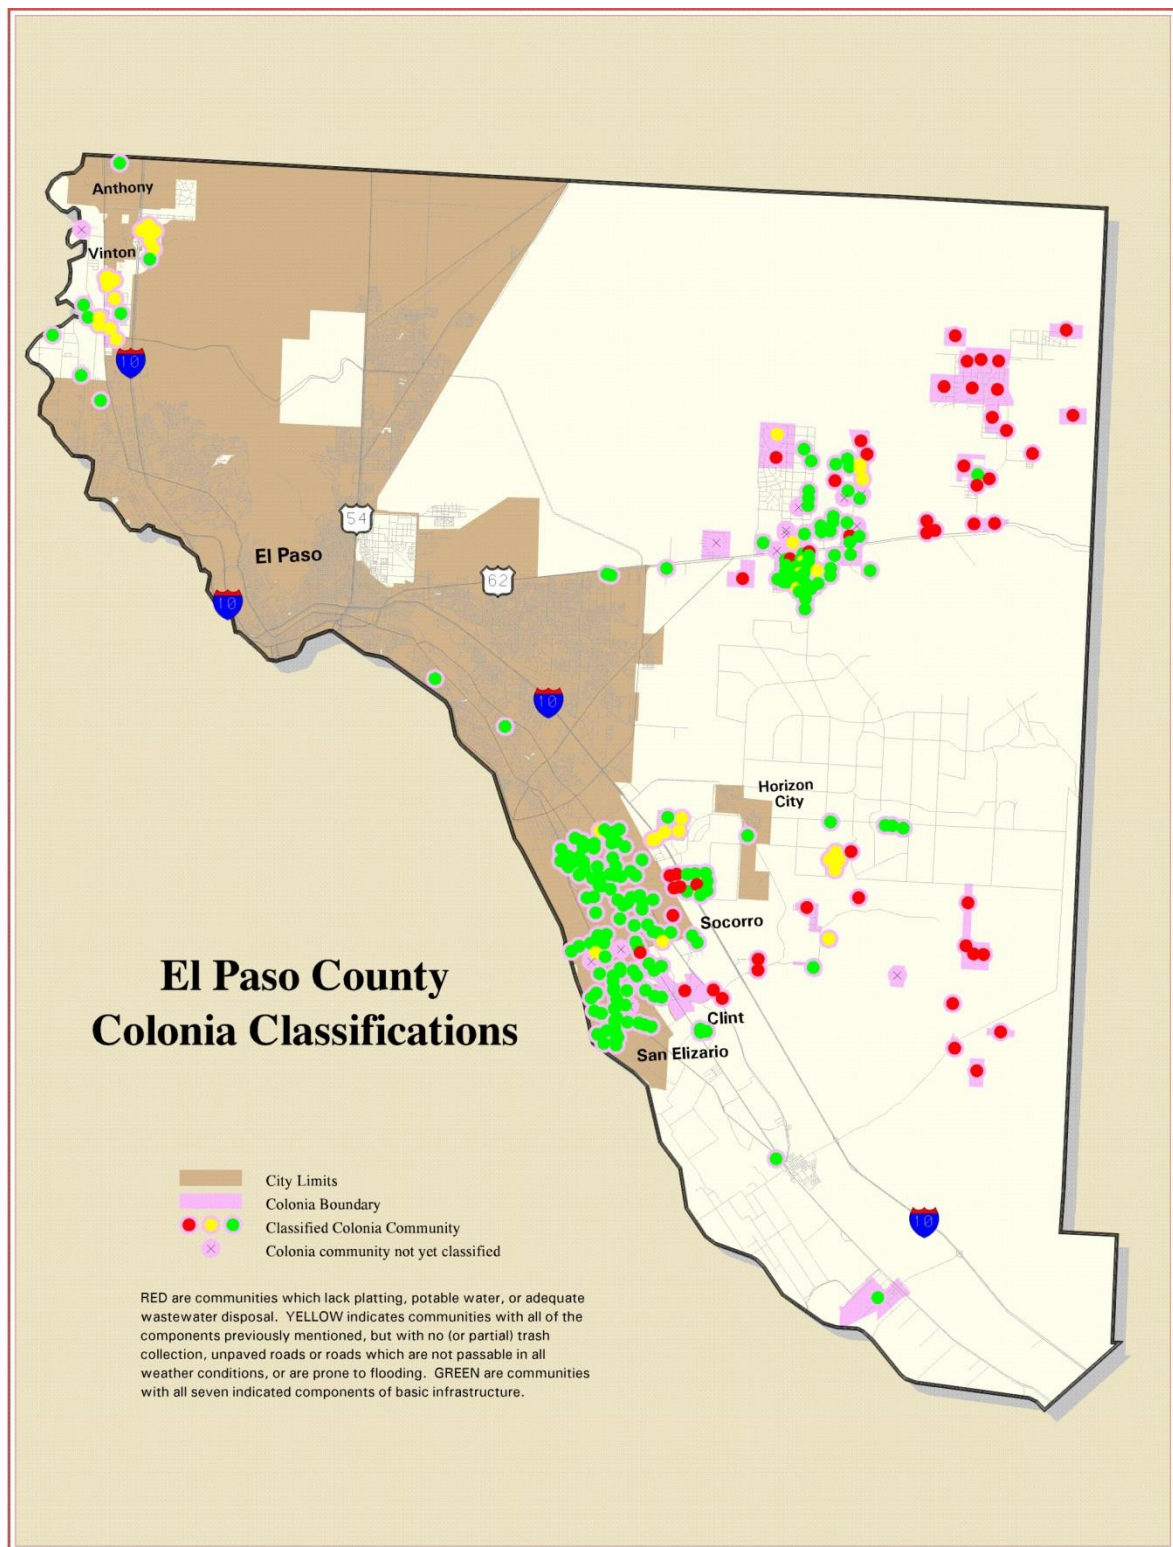 Anthony
Vinton
10
54
El Paso
62
10
10
Horizon
City
Socorro
El Paso County
Colonia Classifications
Clint
San Elizario
City Limits
Colonia Boundary
Classified Colonia Community
Colonia community not yet classified
10
RED are communities which lack platting, potable water, or adequate
wastewater disposal. YELLOW indicates communities with all of the
components previously mentioned, but with no (or partial) trash
collection, unpaved roads or roads which are not passable in all
weather conditions, or are prone to flooding. GREEN are communities
with all seven indicated components of basic infrastructure.